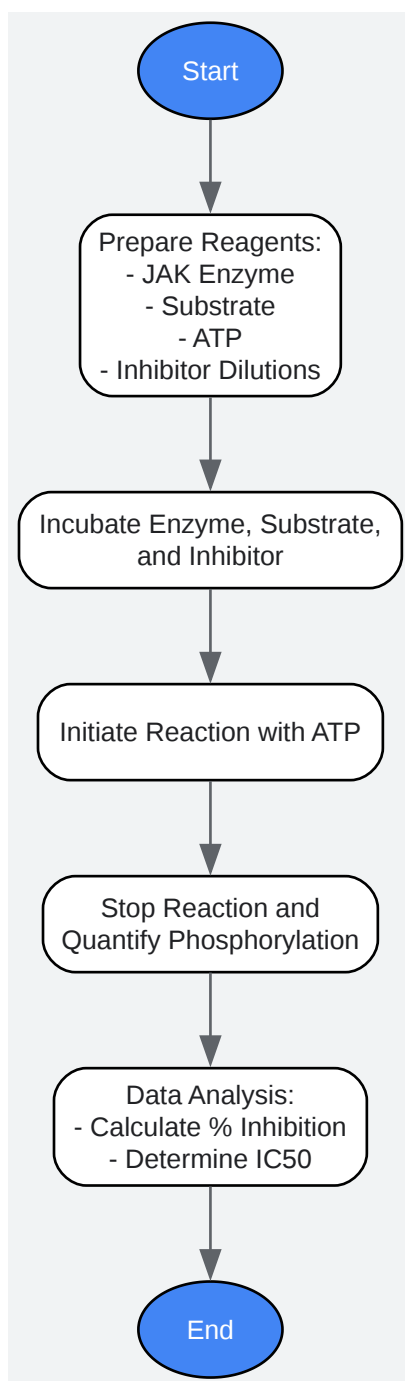 Start
Prepare Reagents:
- JAK Enzyme
- Substrate
- ATP
- Inhibitor Dilutions
Incubate Enzyme, Substrate,
and Inhibitor
Initiate Reaction with ATP
Stop Reaction and
Quantify Phosphorylation
Data Analysis:
- Calculate % Inhibition
- Determine IC50
End